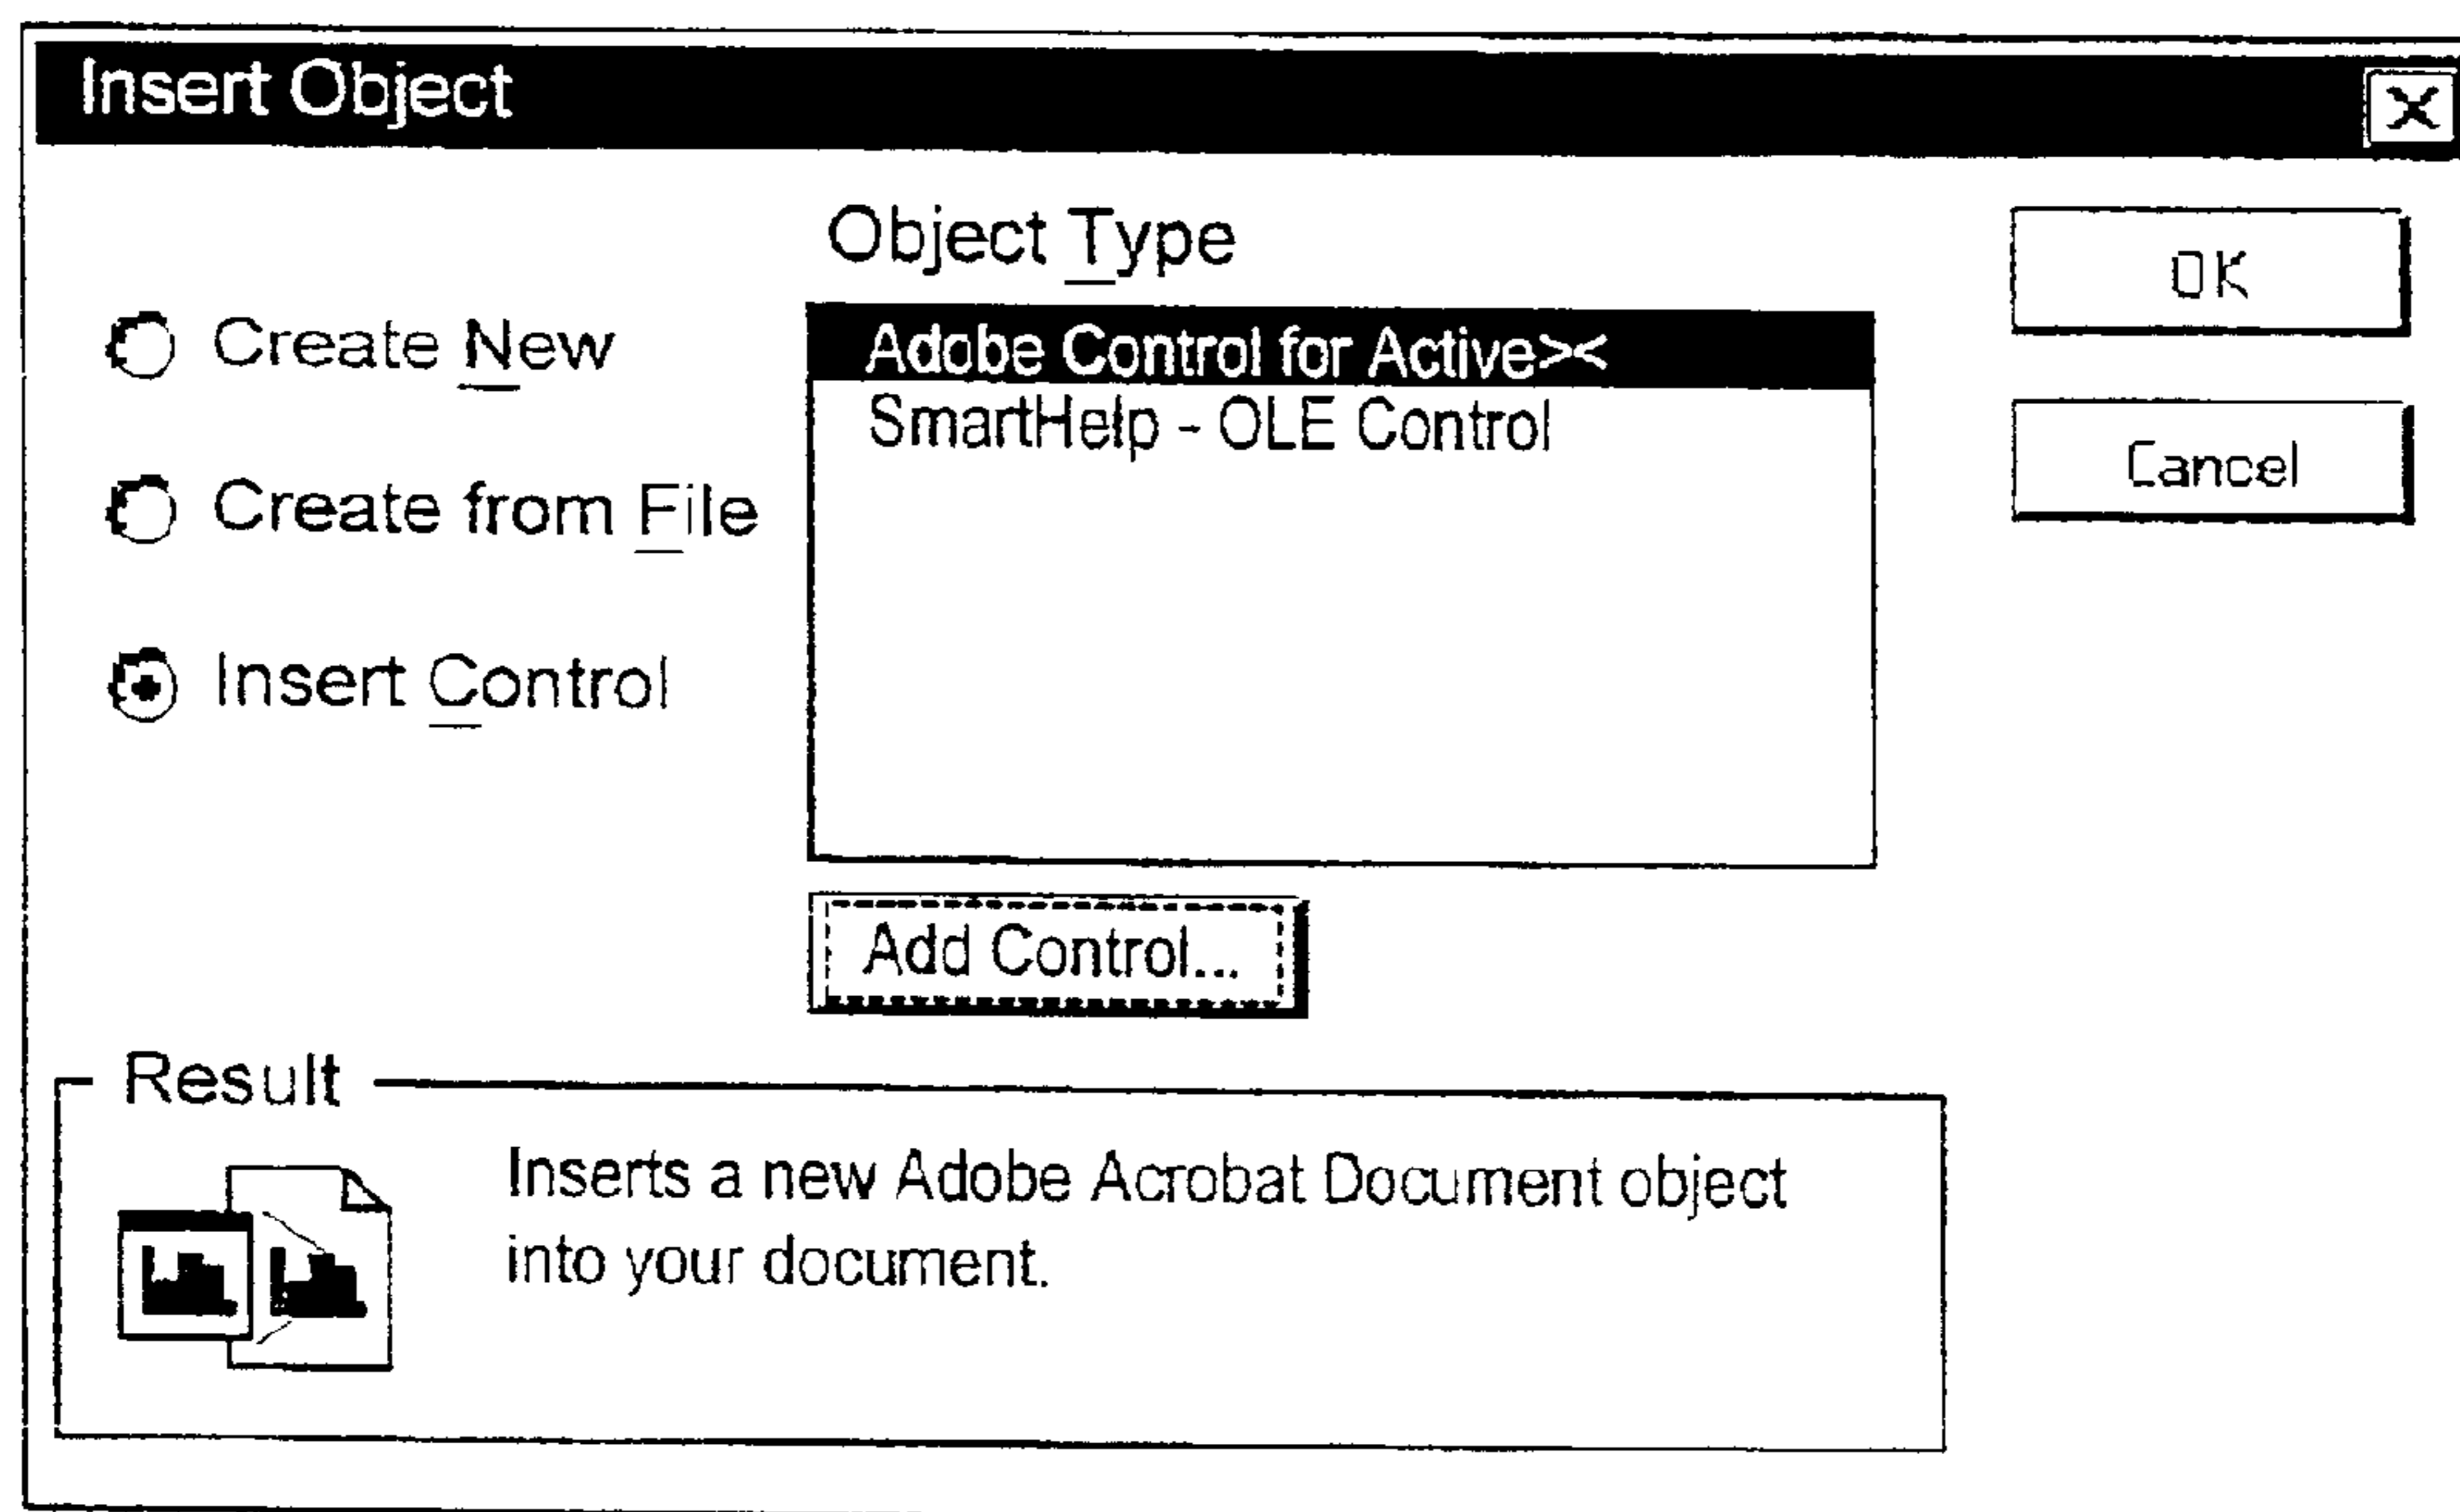 Insert Object
Object Type
OK
Create New
Adobe Control for Active><
SmartHelp - OLE Control
Cancel
Create from File
Insert Control
Add Control...
Result
Inserts a new Adobe Acrobat Document object
into your document.